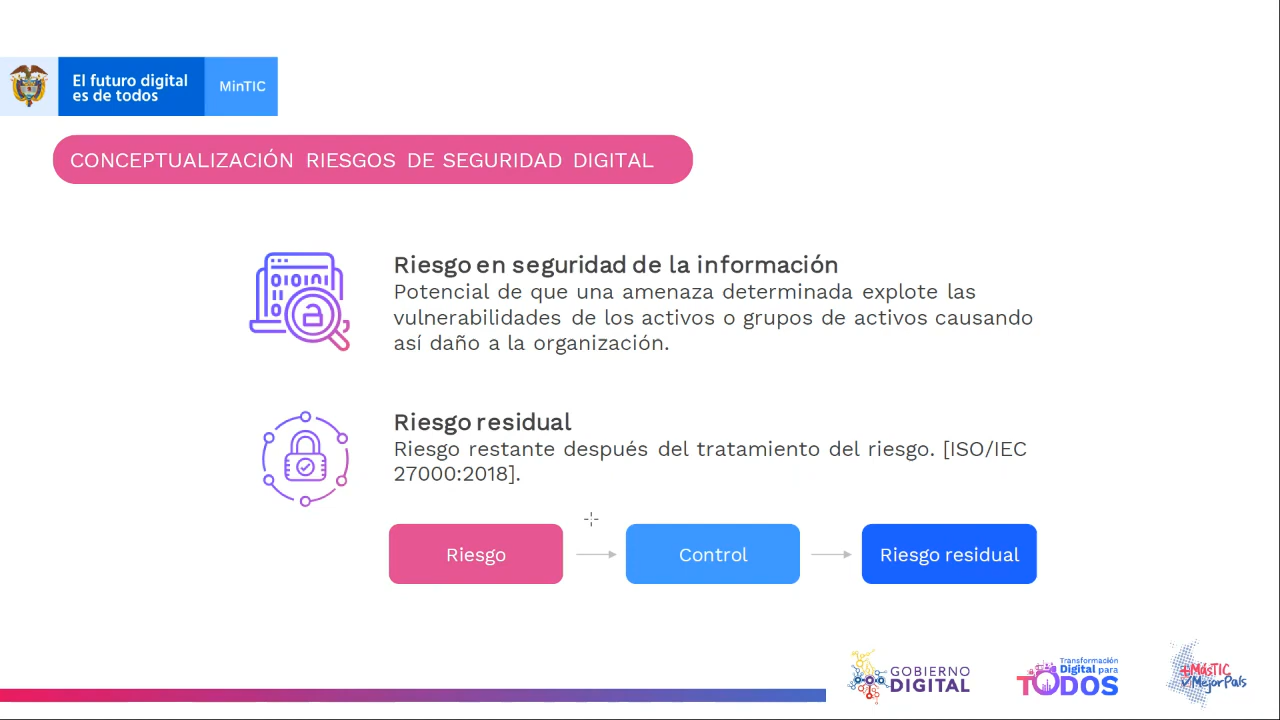 El futuro digital
es de todos
MinTIC
CONCEPTUALIZACIÓN RIESGOS DE SEGURIDAD DIGITAL
Riesgo en seguridad de la información
Potencial de que una amenaza determinada explote las
vulnerabilidades de los activos o grupos de activos causando
así daño a la organización.
Riesgo residual
Riesgo restante después del tratamiento del riesgo. [ISO/IEC
27000:2018].
Riesgo
Control
Riesgo residual
GOBIERNO
DIGITAL
Transformación
Digital para
TODOS
+MásTIC
MejorPaís